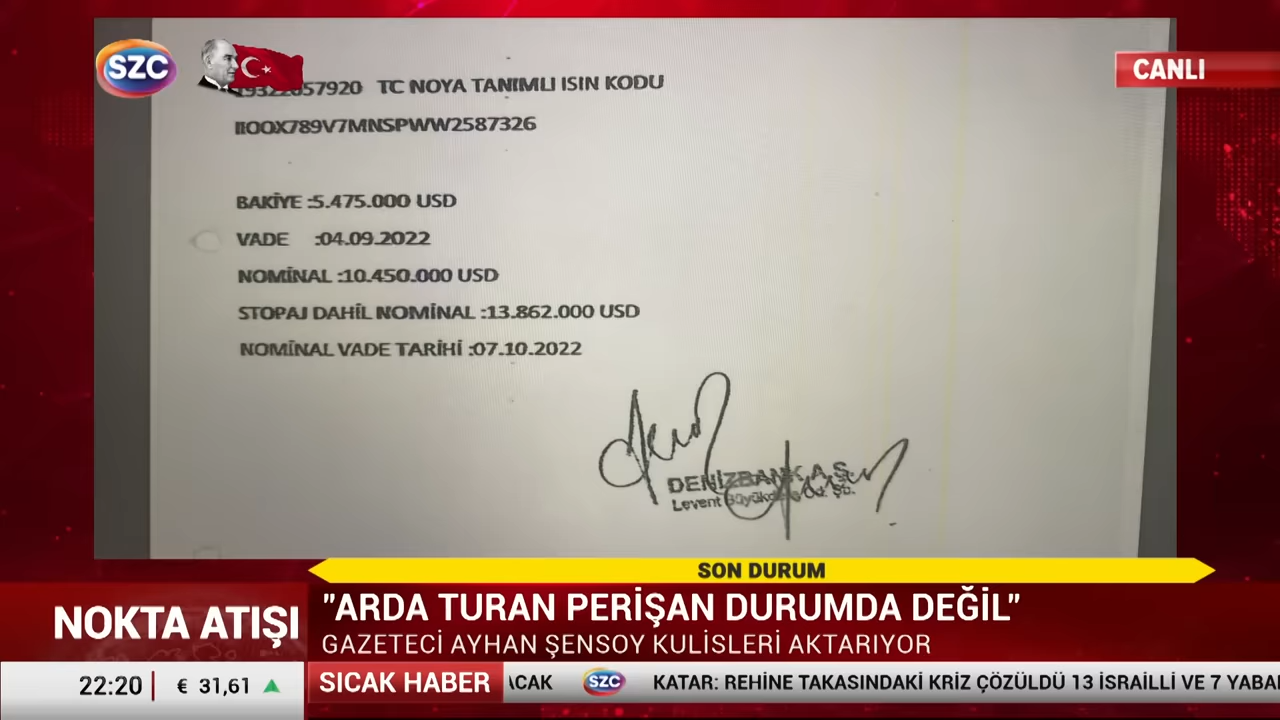 SZC
CANLI
TC NOYA TANIMLI ISIN KODU
IIOOX789V7MNSPWW2587326
BAKİYE :5.475.000 USD
VADE :04.09.2022
NOMİNAL :10.450.000 USD
STOPAJ DAHİL NOMİNAL :13.862.000 USD
NOMİNAL VADE TARİHİ :07.10.2022
DENİZBANK A.Ş.
Levent Şb.
SON DURUM
NOKTA ATIŞI
"ARDA TURAN PERİŞAN DURUMDA DEĞİL"
GAZETECİ AYHAN ŞENSOY KULİSLERİ AKTARIYOR
22:20 € 31,61
SICAK HABER
ACAK SZC KATAR: REHİNE TAKASINDAKİ KRİZ ÇÖZÜLDÜ 13 İSRAİLLİ VE 7 YABAN